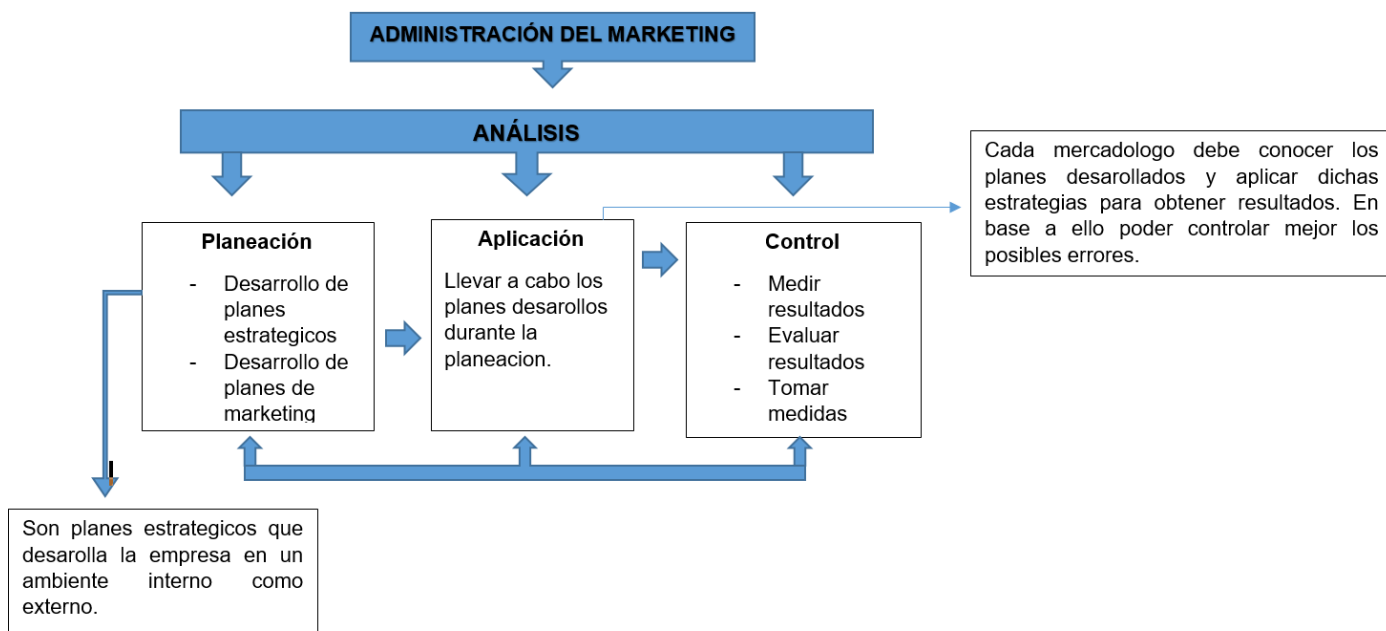 ADMINISTRACIÓN DEL MARKETING
ANÁLISIS
Cada mercadologo debe conocer los
planes desarollados y aplicar dichas
estrategias para obtener resultados. En
base a ello poder controlar mejor los
posibles errores.
Planeación
- Desarrollo de
planes
estrategicos
- Desarrollo de
planes de
marketing
Aplicación
Llevar a cabo los
planes desarollos
durante la
planeacion.
Control
- Medir
resultados
- Evaluar
resultados
- Tomar
medidas
Son planes estrategicos que
desarolla la empresa en un
ambiente interno como
externo.